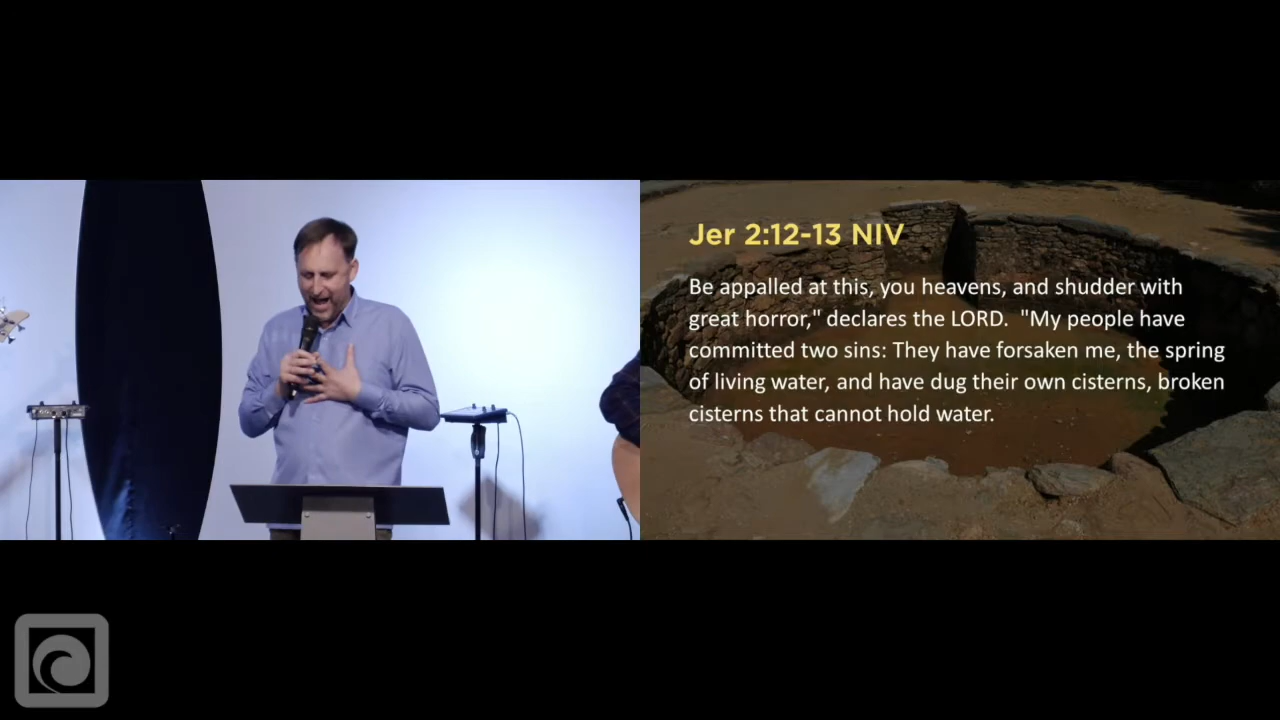 Jer 2:12-13 NIV
Be appalled at this, you heavens, and shudder with
great horror," declares the LORD.  "My people have
committed two sins: They have forsaken me, the spring
of living water, and have dug their own cisterns, broken
cisterns that cannot hold water.